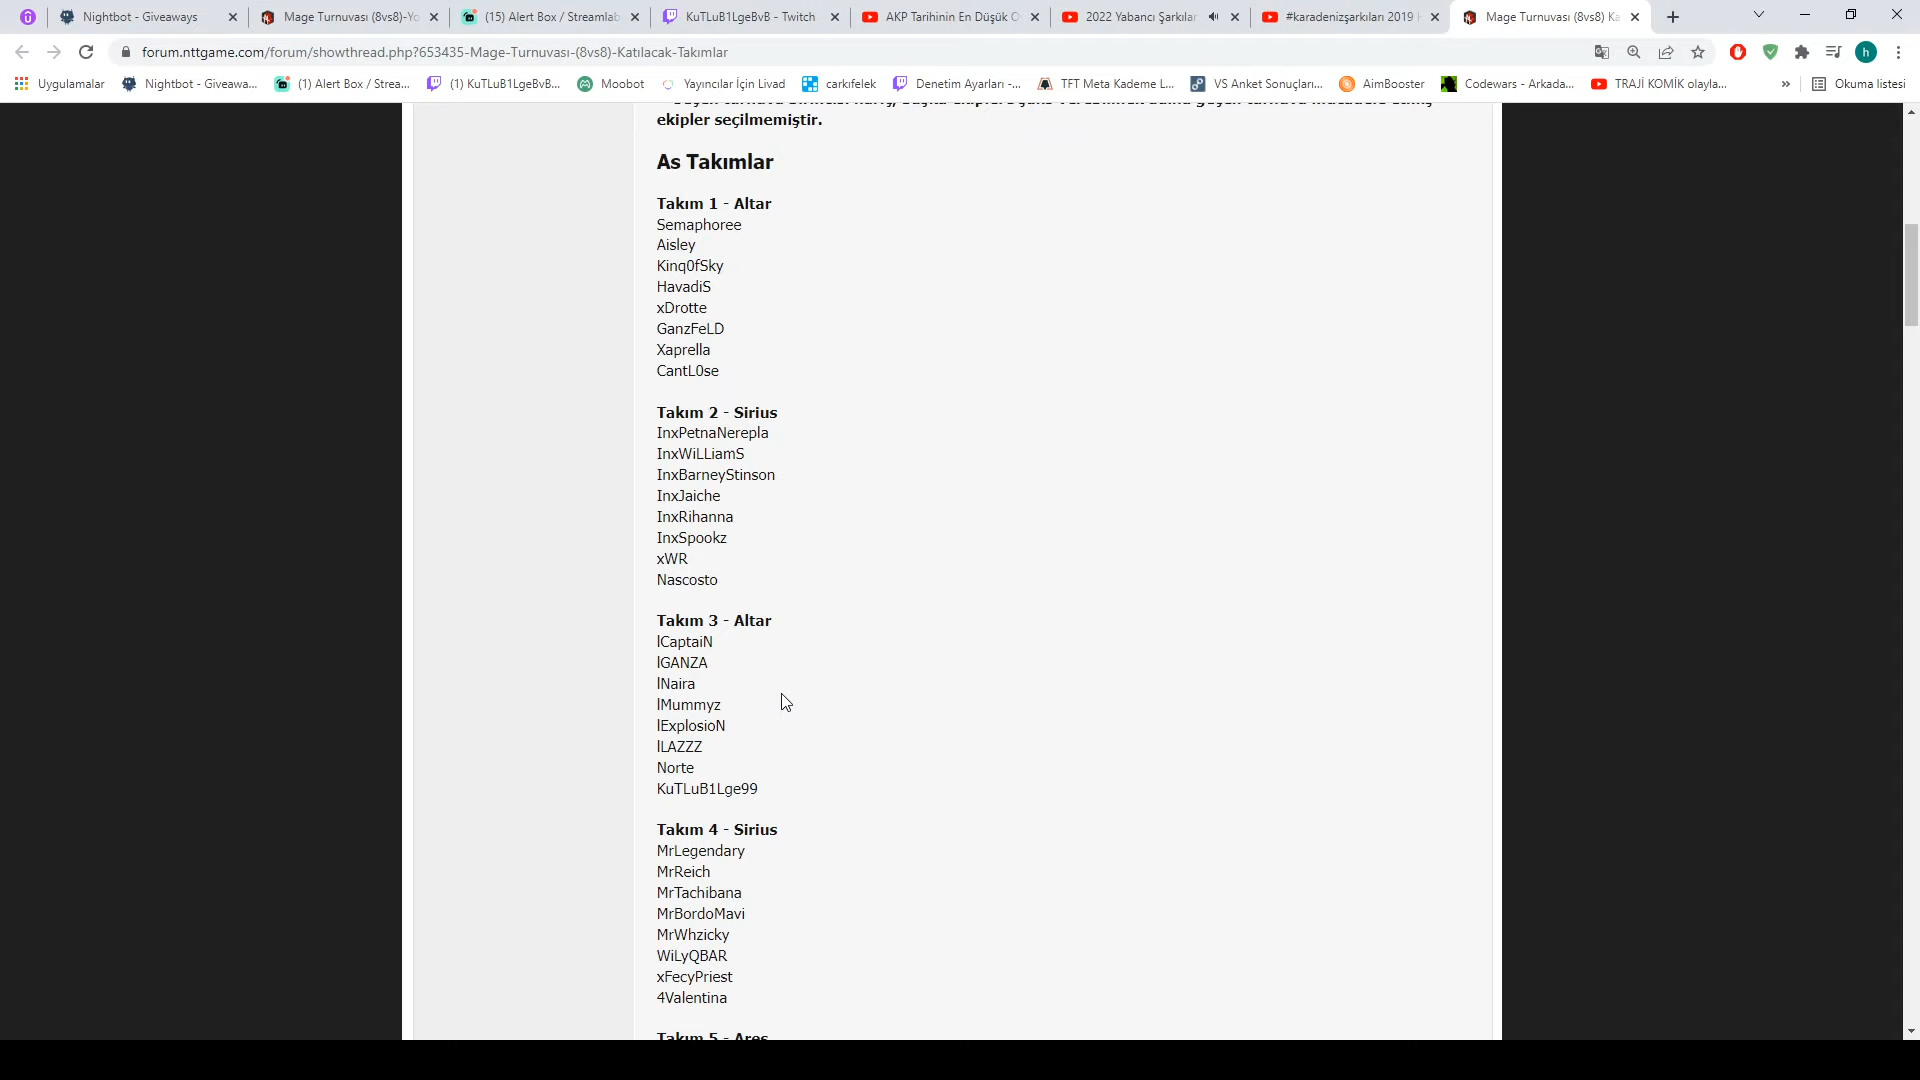 Nightbot - Giveaways
Mage Turnuvası (8vs8)-Yo
(15) Alert Box / Streamlab
KuTLuB1LgeBvB - Twitch
AKP Tarihinin En Düşük O
2022 Yabancı Şarkılar
#karadenizşarkıları 2019
Mage Turnuvası (8vs8) Ka
forum.nttgame.com/forum/showthread.php?653435-Mage-Turnuvası-(8vs8)-Katılacak-Takımlar
h
Uygulamalar
Nightbot - Giveawa...
(1) Alert Box / Strea...
(1) KuTLuB1LgeBvB...
Moobot
Yayıncılar İçin Livad
carkıfelek
Denetim Ayarları -...
TFT Meta Kademe L...
VS Anket Sonuçları...
AimBooster
Codewars - Arkada...
TRAJİ KOMİK olayla...
»
Okuma listesi
ekipler seçilmemiştir.
As Takımlar
Takım 1 - Altar
Semaphoree
Aisley
Kinq0fSky
HavadiS
xDrotte
GanzFeLD
Xaprella
CantL0se
Takım 2 - Sirius
InxPetnaNerepla
InxWiLLiamS
InxBarneyStinson
InxJaiche
InxRihanna
InxSpookz
xWR
Nascosto
Takım 3 - Altar
lCaptaiN
lGANZA
lNaira
lMummyz
lExplosioN
lLAZZZ
Norte
KuTLuB1Lge99
Takım 4 - Sirius
MrLegendary
MrReich
MrTachibana
MrBordoMavi
MrWhzicky
WiLyQBAR
xFecyPriest
4Valentina
Takım 5 - Ares